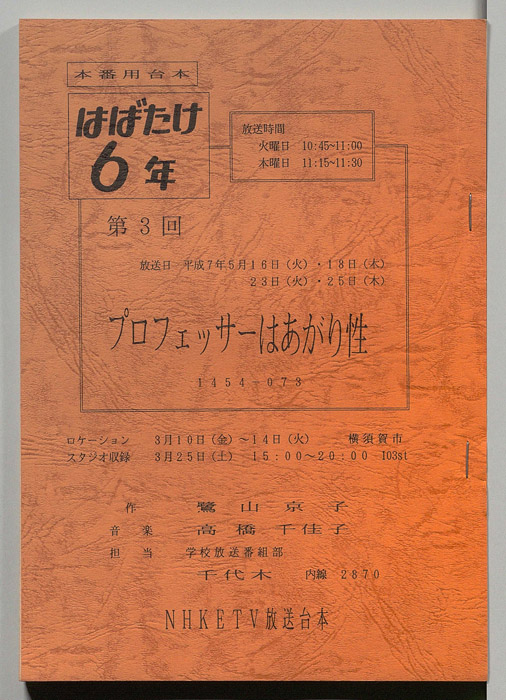 本番用台本
はばたけ
6年
放送時間
火曜日 10:45~11:00
木曜日 11:15~11:30
第3回
放送日 平成7年5月16日(火)・18日(木)
23日(火)・25日(木)
プロフェッサーはあがり性
1454-073
ロケーション 3月10日(金)~14日(火) 横須賀市
スタジオ収録 3月25日(土) 15:00~20:00 103st
作 鷺山京子
音楽 高橋千佳子
担当 学校放送番組部
千代木 内線 2870
NHKETV放送台本